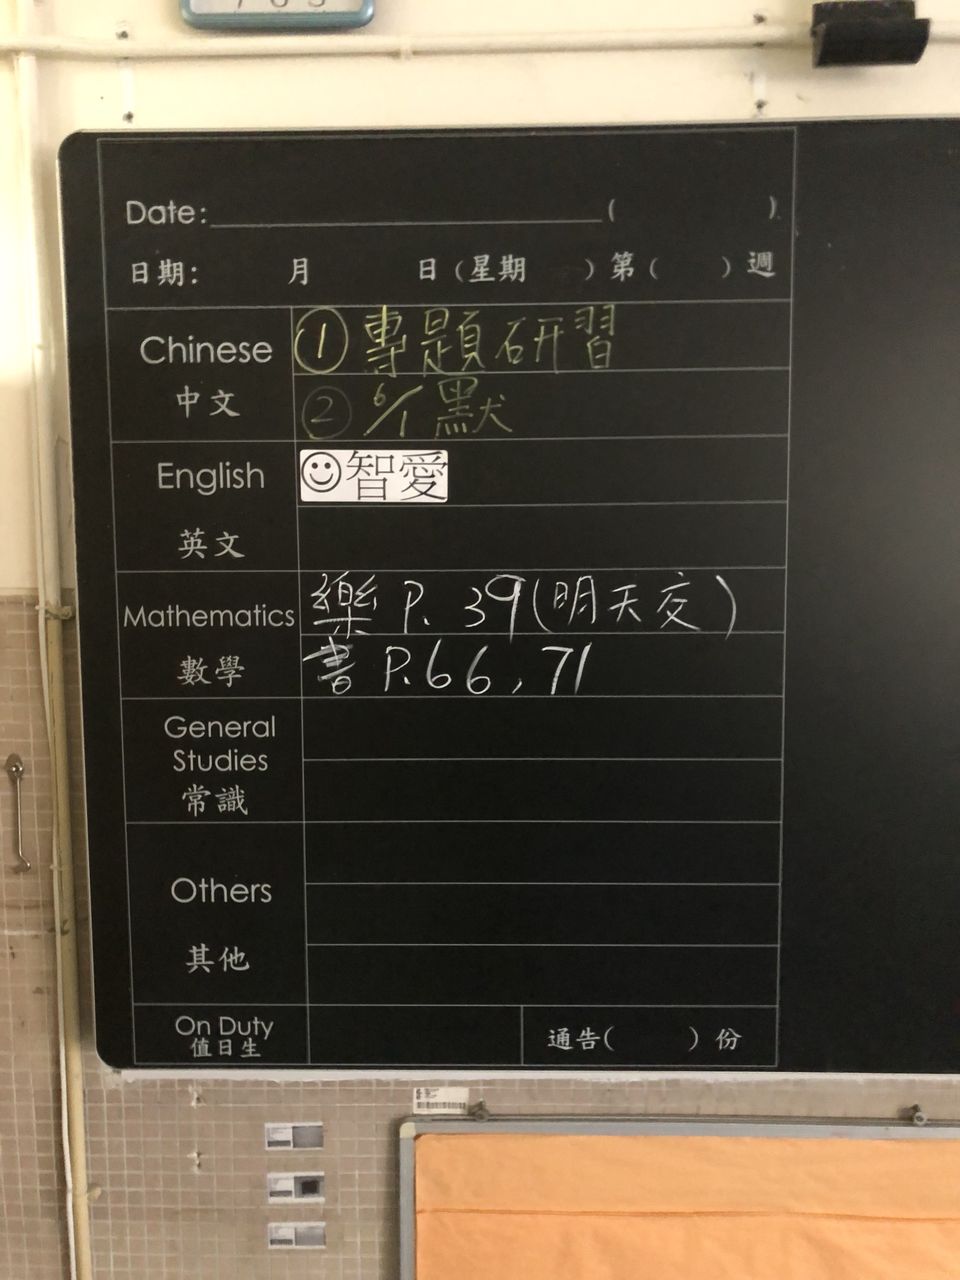 Date: (          )
日期: 月 日 (星期 ) 第 ( ) 週
Chinese
中文
① 專題研習
② 6/1 默
English
英文
☺智愛
Mathematics
數學
樂 P. 39 (明天交)
書 P. 66, 71
General
Studies
常識
Others
其他
On Duty
值日生
通告( ) 份